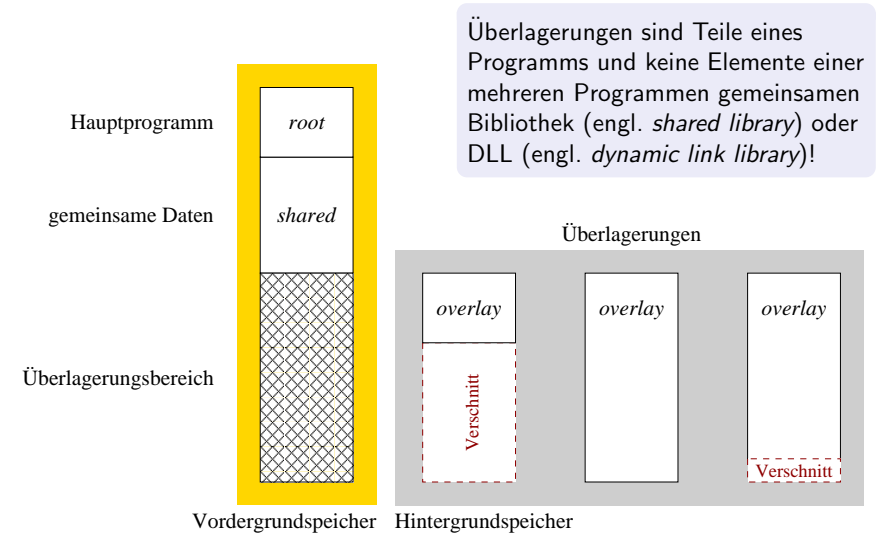 Überlagerungen sind Teile eines
Programms und keine Elemente einer
mehreren Programmen gemeinsamen
Bibliothek (engl. shared library) oder
DLL (engl. dynamic link library)!
Hauptprogramm
root
gemeinsame Daten
shared
Überlagerungen
overlay
overlay
overlay
Überlagerungsbereich
Verschnitt
Verschnitt
Vordergrundspeicher
Hintergrundspeicher